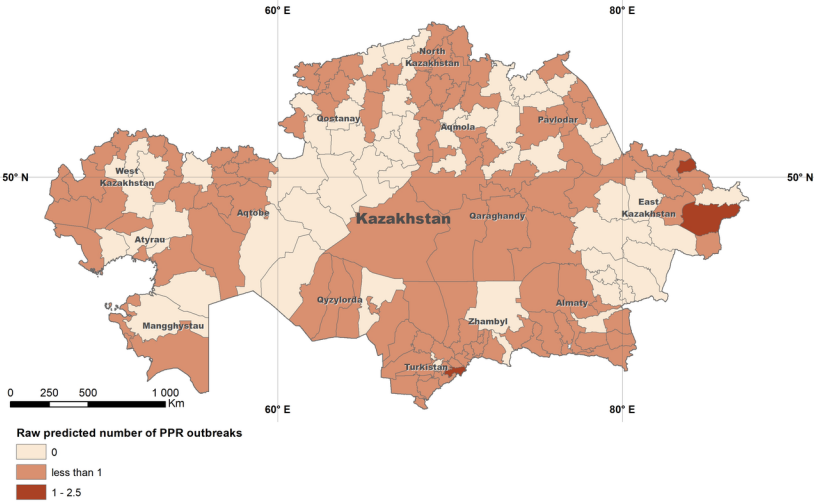 60° E 80° E
North
Kazakhstan
Qostanay
Aqmola
Pavlodar
50° N 50° N
West
Kazakhstan
East
Kazakhstan
Aqtobe
Kazakhstan
Qaraghandy
Atyrau
Qyzylorda
Almaty
Mangghystau
Zhambyl
Turkistan
0 250 500 1 000
Km
60° E 80° E
Raw predicted number of PPR outbreaks
0
less than 1
1 - 2.5